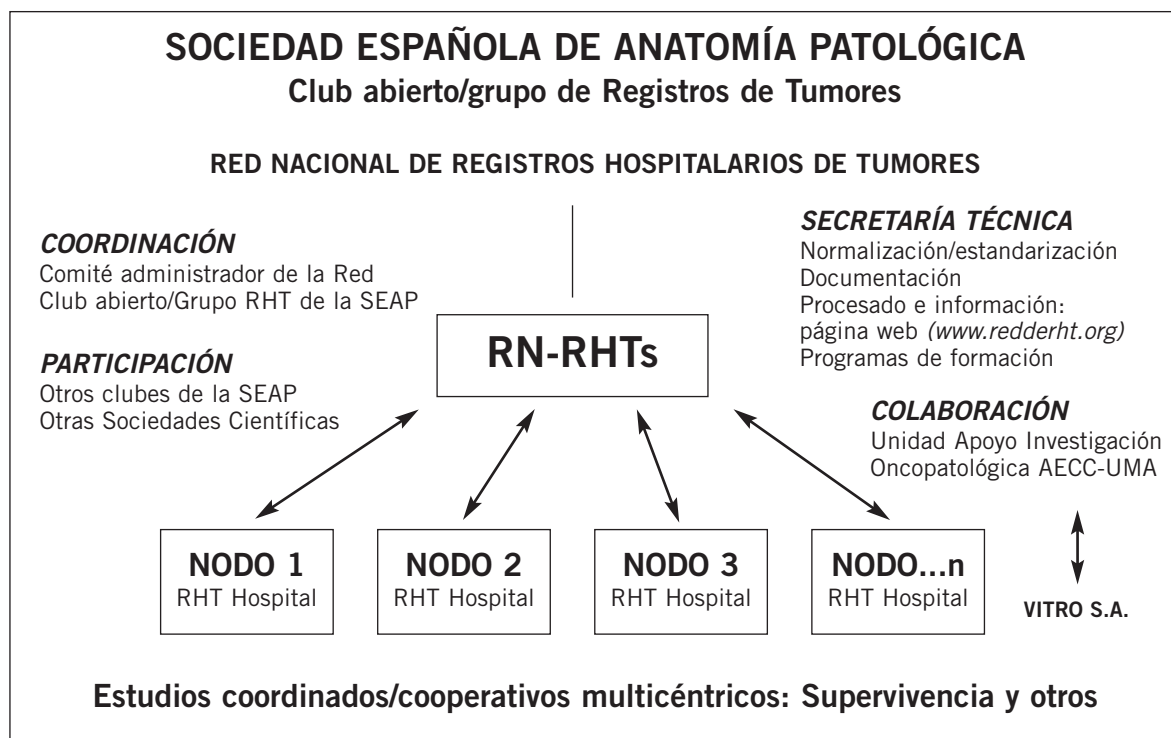 SOCIEDAD ESPAÑOLA DE ANATOMÍA PATOLÓGICA
Club abierto/grupo de Registros de Tumores
RED NACIONAL DE REGISTROS HOSPITALARIOS DE TUMORES
COORDINACIÓN
Comité administrador de la Red
Club abierto/Grupo RHT de la SEAP
PARTICIPACIÓN
Otros clubes de la SEAP
Otras Sociedades Científicas
RN-RHTs
SECRETARÍA TÉCNICA
Normalización/estandarización
Documentación
Procesado e información:
página web (www.redderht.org)
Programas de formación
COLABORACIÓN
Unidad Apoyo Investigación
Oncopatológica AECC-UMA
NODO 1
RHT Hospital
NODO 2
RHT Hospital
NODO 3
RHT Hospital
NODO...n
RHT Hospital
VITRO S.A.
Estudios coordinados/cooperativos multicéntricos: Supervivencia y otros